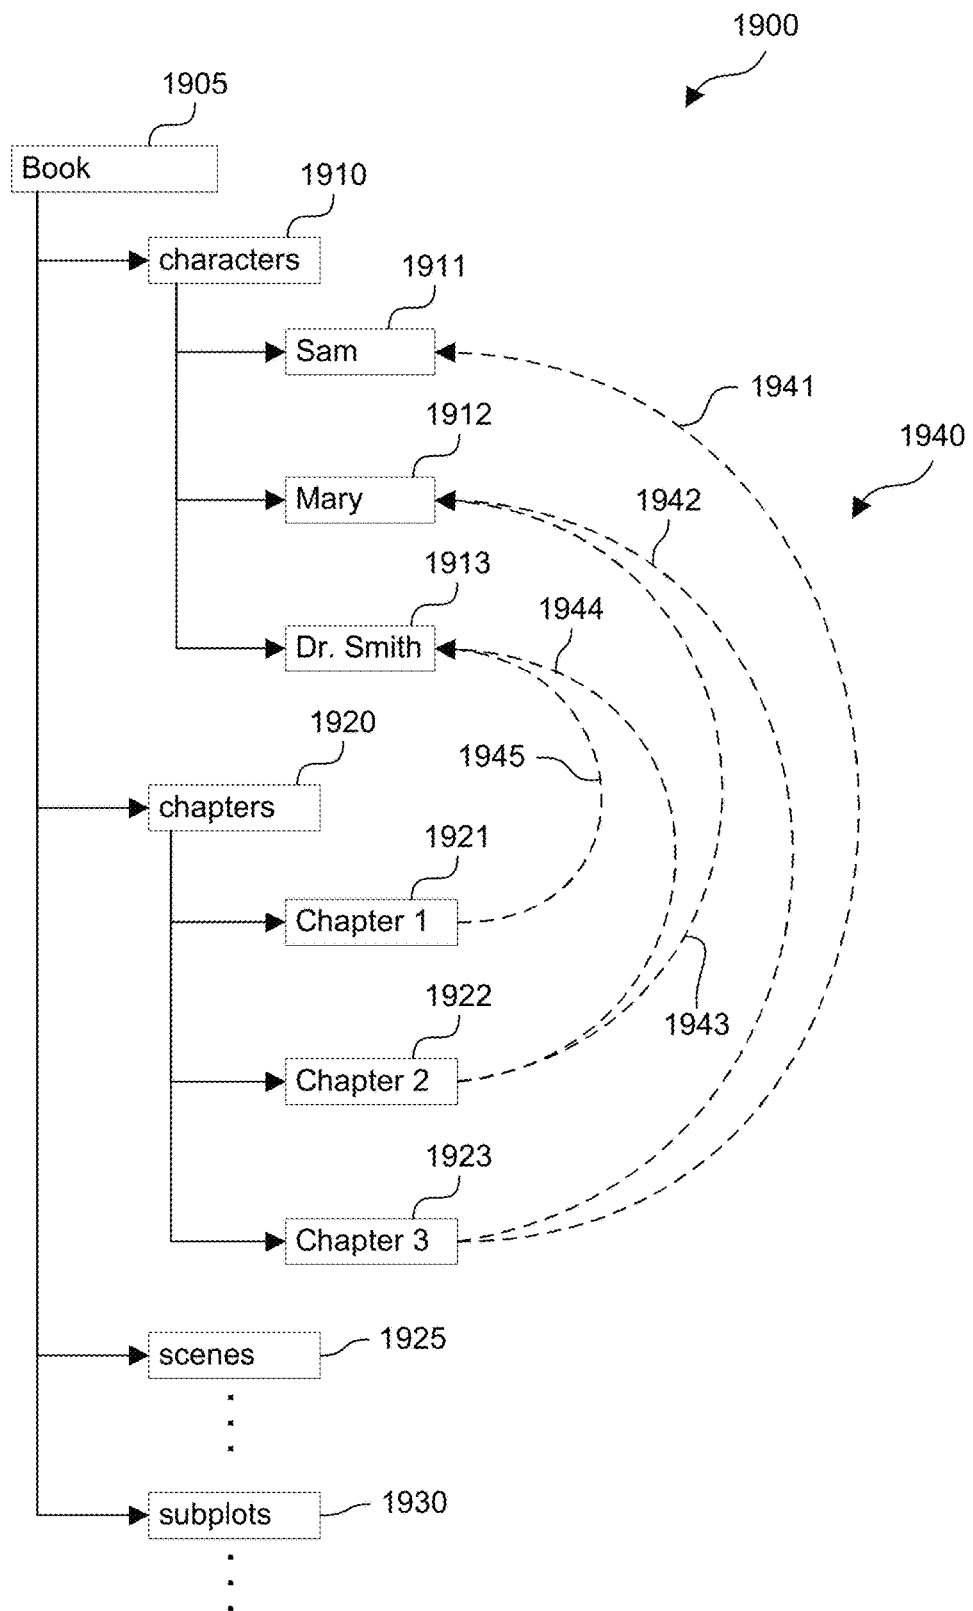 1900
1905
Book
1910
characters
1911
Sam
1941
1912
1940
Mary
1942
1913
1944
Dr. Smith
1920
1945
chapters
1921
Chapter 1
1922
1943
Chapter 2
1923
Chapter 3
scenes
1925
subplots
1930